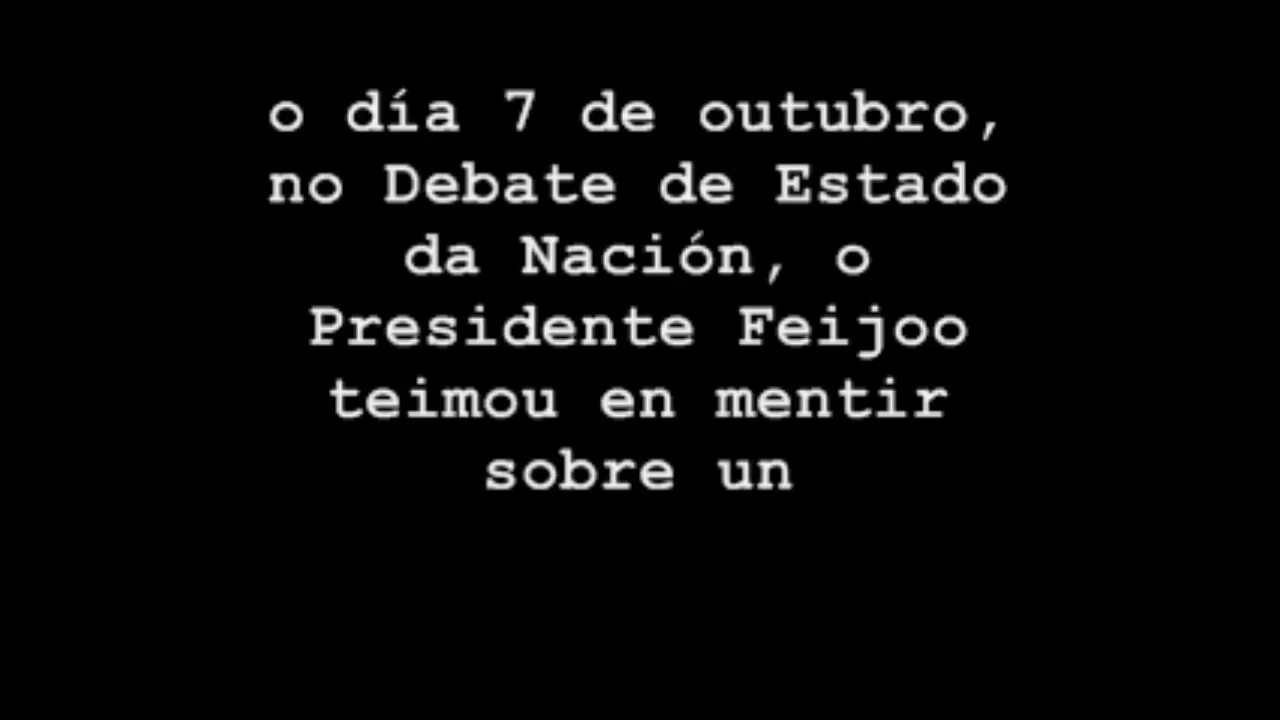 o día 7 de outubro,
no Debate de Estado
da Nación, o
Presidente Feijoo
teimou en mentir
sobre un